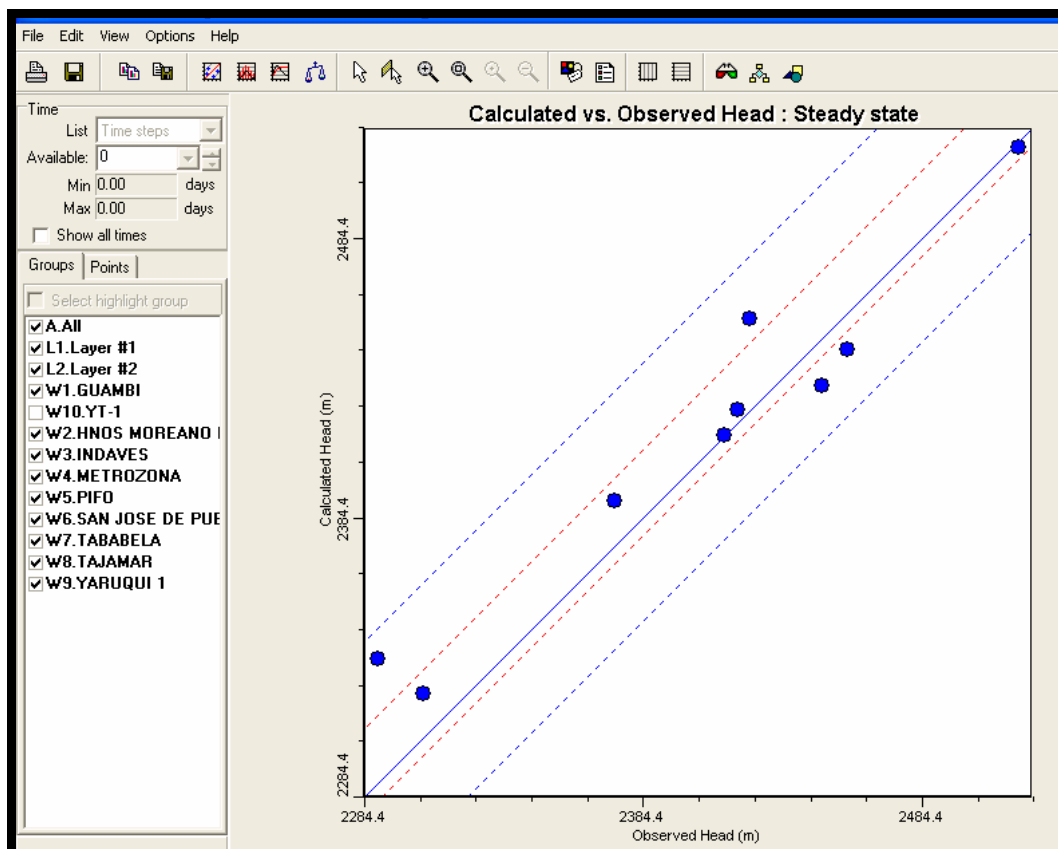 File Edit View Options Help
Time
List Time steps
Available: 0
Min 0.00 days
Max 0.00 days
Show all times
Groups Points
Select highlight group
A.All
L1.Layer #1
L2.Layer #2
W1.GUAMBI
W10.YT-1
W2.HNOS MOREANO
W3.INDAVES
W4.METROZONA
W5.PIFO
W6.SAN JOSE DE PUE
W7.TABABELA
W8.TAJAMAR
W9.YARUQUI 1
Calculated vs. Observed Head : Steady state
Calculated Head (m)
2484.4
2384.4
2284.4
2284.4 2384.4 2484.4
Observed Head (m)